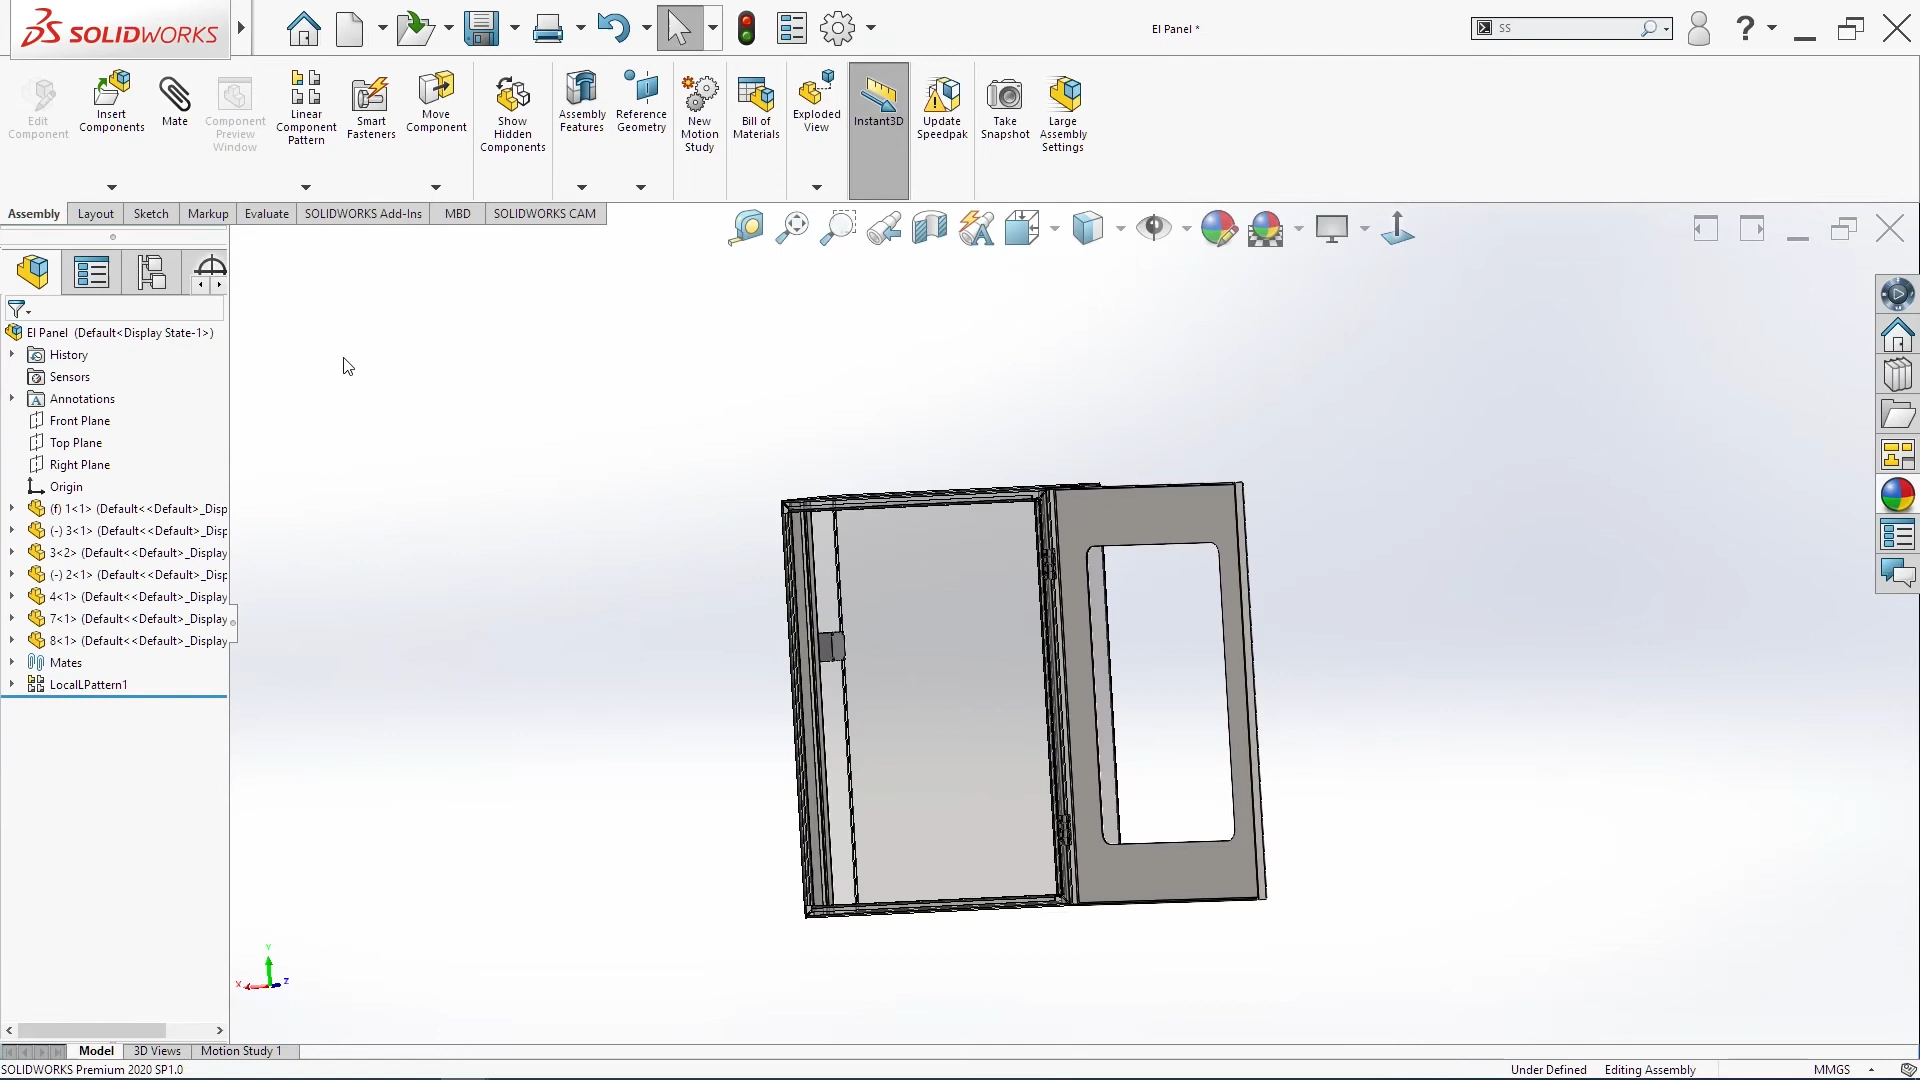 SOLIDWORKS
El Panel *
SS
Edit Component
Insert Components
Mate
Component Preview Window
Linear Component Pattern
Smart Fasteners
Move Component
Show Hidden Components
Assembly Features
Reference Geometry
New Motion Study
Bill of Materials
Exploded View
Instant3D
Update Speedpak
Take Snapshot
Large Assembly Settings
Assembly
Layout
Sketch
Markup
Evaluate
SOLIDWORKS Add-Ins
MBD
SOLIDWORKS CAM
El Panel (Default<Display State-1>)
History
Sensors
Annotations
Front Plane
Top Plane
Right Plane
Origin
(f) 1<1> (Default<<Default>_Disp
(-) 3<1> (Default<<Default>_Disp
3<2> (Default<<Default>_Display
(-) 2<1> (Default<<Default>_Disp
4<1> (Default<<Default>_Display
7<1> (Default<<Default>_Display
8<1> (Default<<Default>_Display
Mates
LocalLPattern1
Y
X
Z
Model
3D Views
Motion Study 1
SOLIDWORKS Premium 2020 SP1.0
Under Defined
Editing Assembly
MMGS